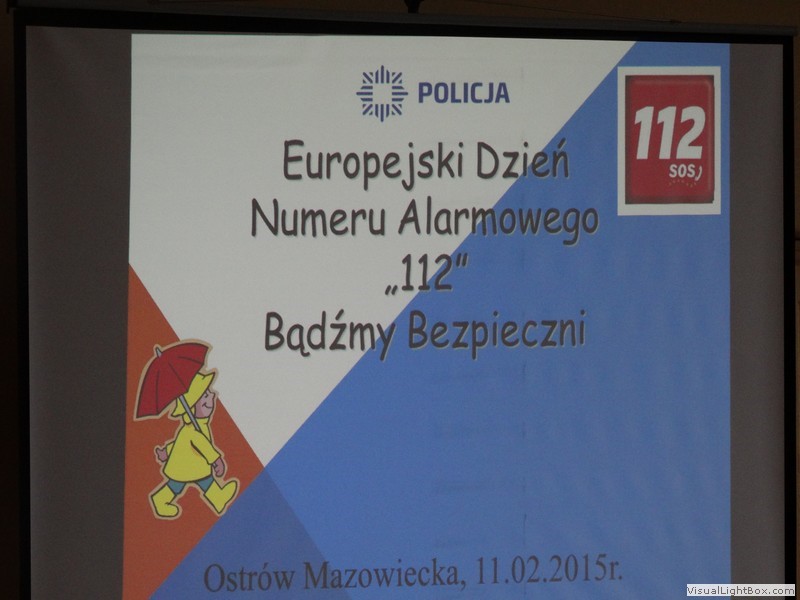 POLICJA
112
SOS
Europejski Dzień
Numeru Alarmowego
„112”
Bądźmy Bezpieczni
Ostrów Mazowiecka, 11.02.2015r.
VisualLightBox.com